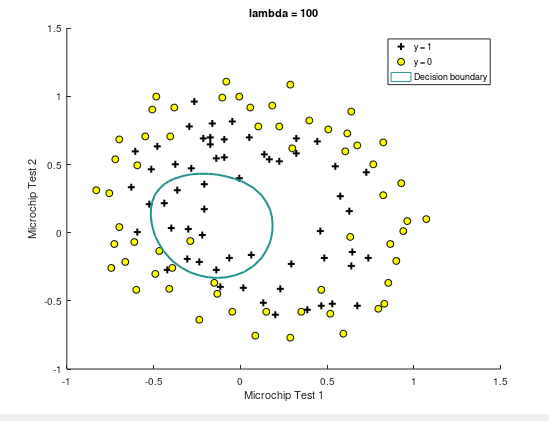 lambda = 100
1.5
1
0.5
0
-0.5
-1
Microchip Test 2
-1
-0.5
0
0.5
1
1.5
Microchip Test 1
y = 1
y = 0
Decision boundary